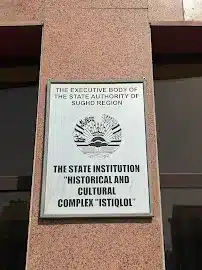 THE EXECUTIVE BODY OF
THE STATE AUTHORITY OF
SUGHD REGION
THE STATE INSTITUTION
"HISTORICAL AND
CULTURAL
COMPLEX "ISTIQLOL"